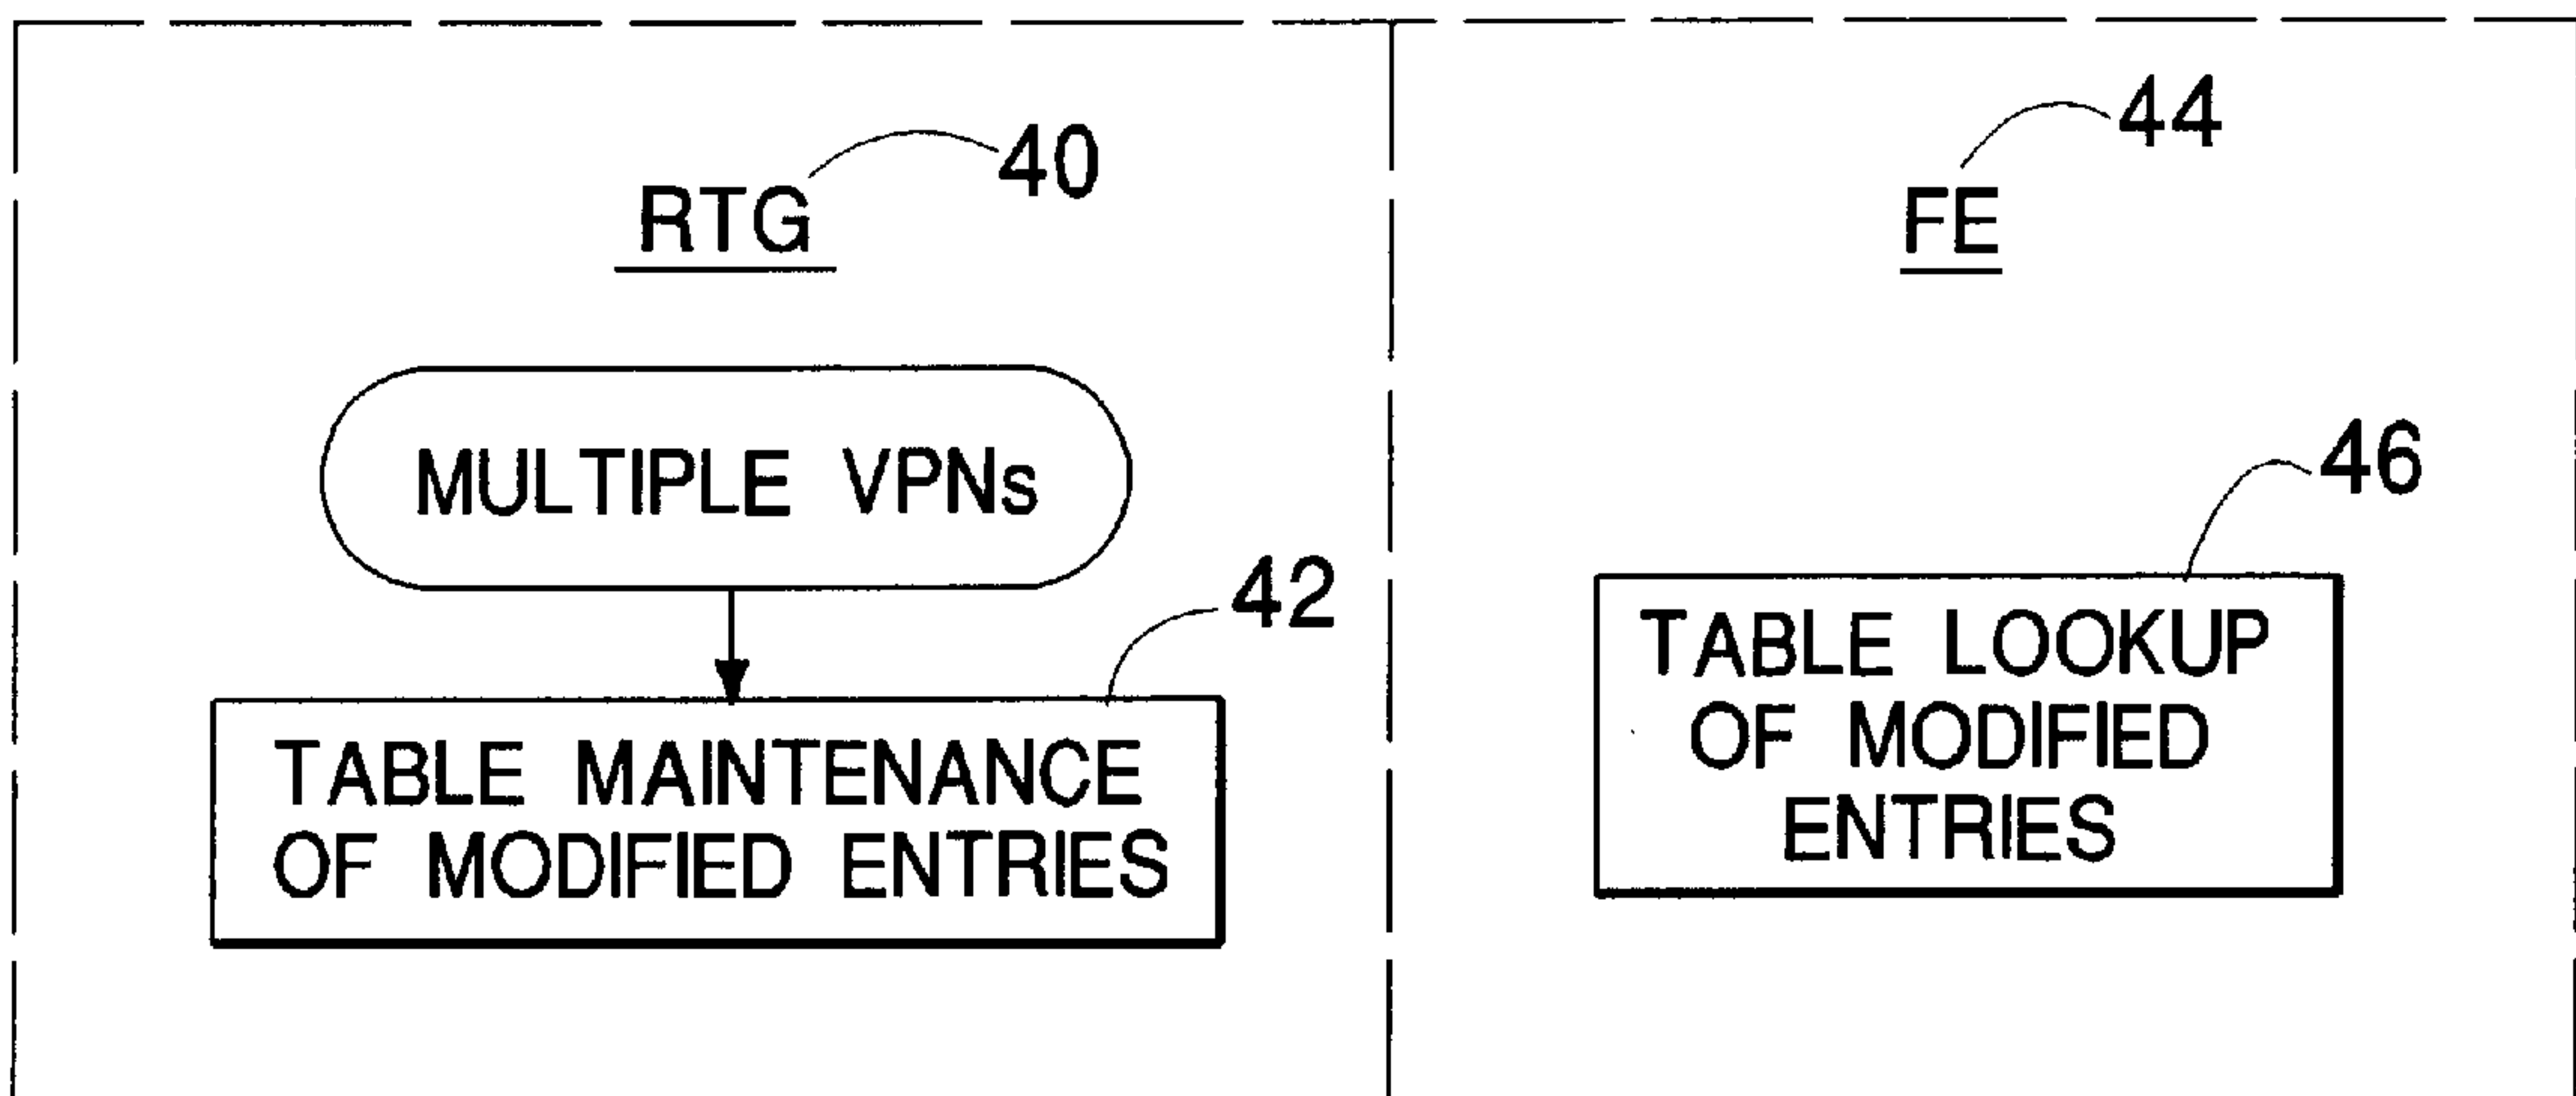 RTG
40
MULTIPLE VPNs
42
TABLE MAINTENANCE
OF MODIFIED ENTRIES
FE
44
46
TABLE LOOKUP
OF MODIFIED
ENTRIES